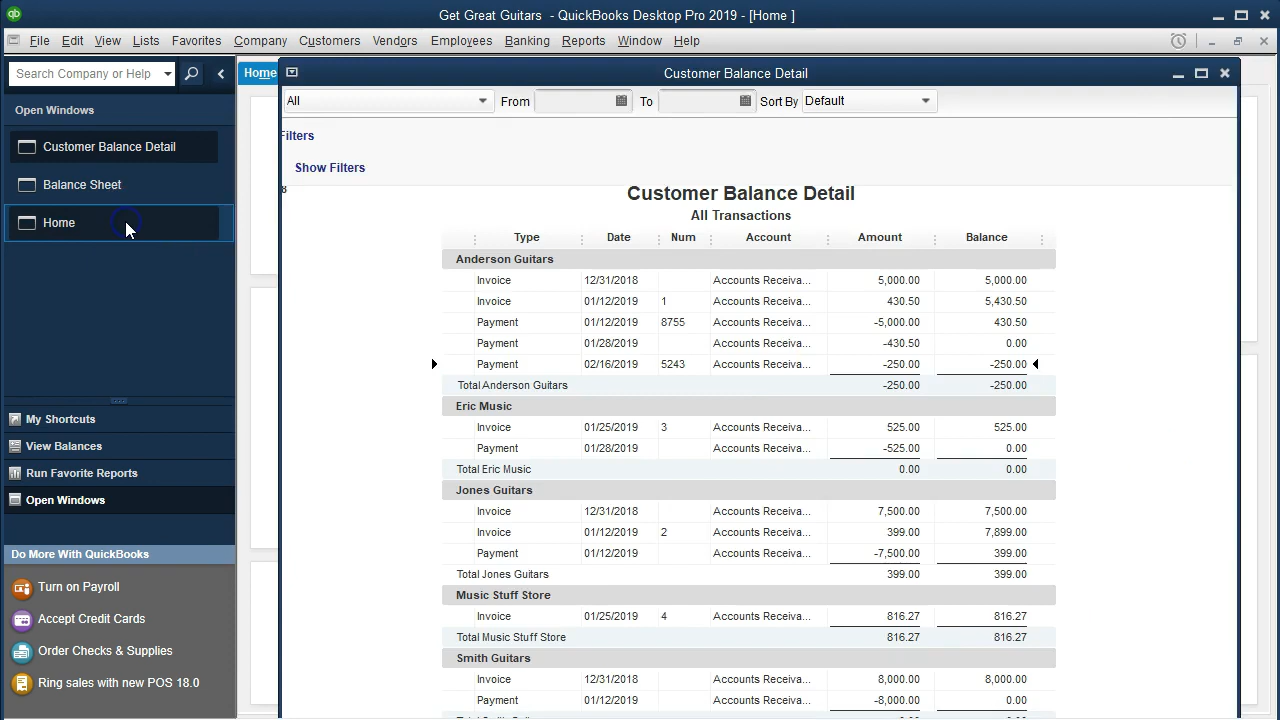 Get Great Guitars - QuickBooks Desktop Pro 2019 - [Home ]
File Edit View Lists Favorites Company Customers Vendors Employees Banking Reports Window Help
Search Company or Help
Open Windows
Customer Balance Detail
Balance Sheet
Home
My Shortcuts
View Balances
Run Favorite Reports
Open Windows
Do More With QuickBooks
Turn on Payroll
Accept Credit Cards
Order Checks & Supplies
Ring sales with new POS 18.0
Home
Customer Balance Detail
All From To Sort By Default
Filters
Show Filters
8
Customer Balance Detail
All Transactions
Type Date Num Account Amount Balance
Anderson Guitars
Invoice 12/31/2018 Accounts Receiva... 5,000.00 5,000.00
Invoice 01/12/2019 1 Accounts Receiva... 430.50 5,430.50
Payment 01/12/2019 8755 Accounts Receiva... -5,000.00 430.50
Payment 01/28/2019 Accounts Receiva... -430.50 0.00
Payment 02/16/2019 5243 Accounts Receiva... -250.00 -250.00
Total Anderson Guitars -250.00 -250.00
Eric Music
Invoice 01/25/2019 3 Accounts Receiva... 525.00 525.00
Payment 01/28/2019 Accounts Receiva... -525.00 0.00
Total Eric Music 0.00 0.00
Jones Guitars
Invoice 12/31/2018 Accounts Receiva... 7,500.00 7,500.00
Invoice 01/12/2019 2 Accounts Receiva... 399.00 7,899.00
Payment 01/12/2019 Accounts Receiva... -7,500.00 399.00
Total Jones Guitars 399.00 399.00
Music Stuff Store
Invoice 01/25/2019 4 Accounts Receiva... 816.27 816.27
Total Music Stuff Store 816.27 816.27
Smith Guitars
Invoice 12/31/2018 Accounts Receiva... 8,000.00 8,000.00
Payment 01/12/2019 Accounts Receiva... -8,000.00 0.00